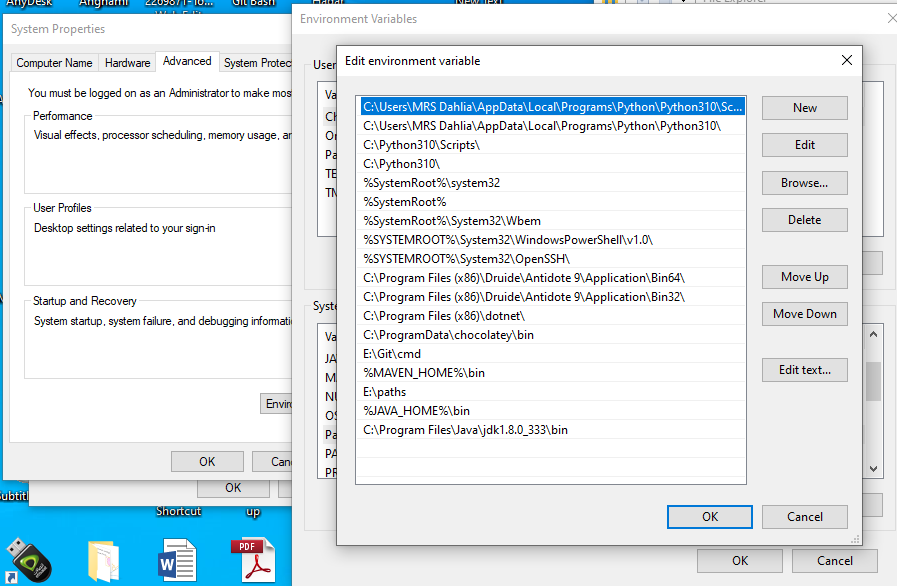 AnyDesk
Anghami
2209871-To...
Git Bash
New Text
File Explorer
System Properties
Computer Name
Hardware
Advanced
System Protec
You must be logged on as an Administrator to make mos
Performance
Visual effects, processor scheduling, memory usage, an
User Profiles
Desktop settings related to your sign-in
Startup and Recovery
System startup, system failure, and debugging informati
Enviro
OK
Can
OK
Environment Variables
User
Va
Or
Pa
TE
TM
Syste
Va
JA
M
NU
OS
Pa
PA
PR
OK
Cancel
Edit environment variable
C:\Users\MRS Dahlia\AppData\Local\Programs\Python\Python310\Sc...
C:\Users\MRS Dahlia\AppData\Local\Programs\Python\Python310\
C:\Python310\Scripts\
C:\Python310\
%SystemRoot%\system32
%SystemRoot%
%SystemRoot%\System32\Wbem
%SYSTEMROOT%\System32\WindowsPowerShell\v1.0\
%SYSTEMROOT%\System32\OpenSSH\
C:\Program Files (x86)\Druide\Antidote 9\Application\Bin64\
C:\Program Files (x86)\Druide\Antidote 9\Application\Bin32\
C:\Program Files (x86)\dotnet\
C:\ProgramData\chocolatey\bin
E:\Git\cmd
%MAVEN_HOME%\bin
E:\paths
%JAVA_HOME%\bin
C:\Program Files\Java\jdk1.8.0_333\bin
New
Edit
Browse...
Delete
Move Up
Move Down
Edit text...
OK
Cancel
Subtitl
Shortcut
up
W
PDF